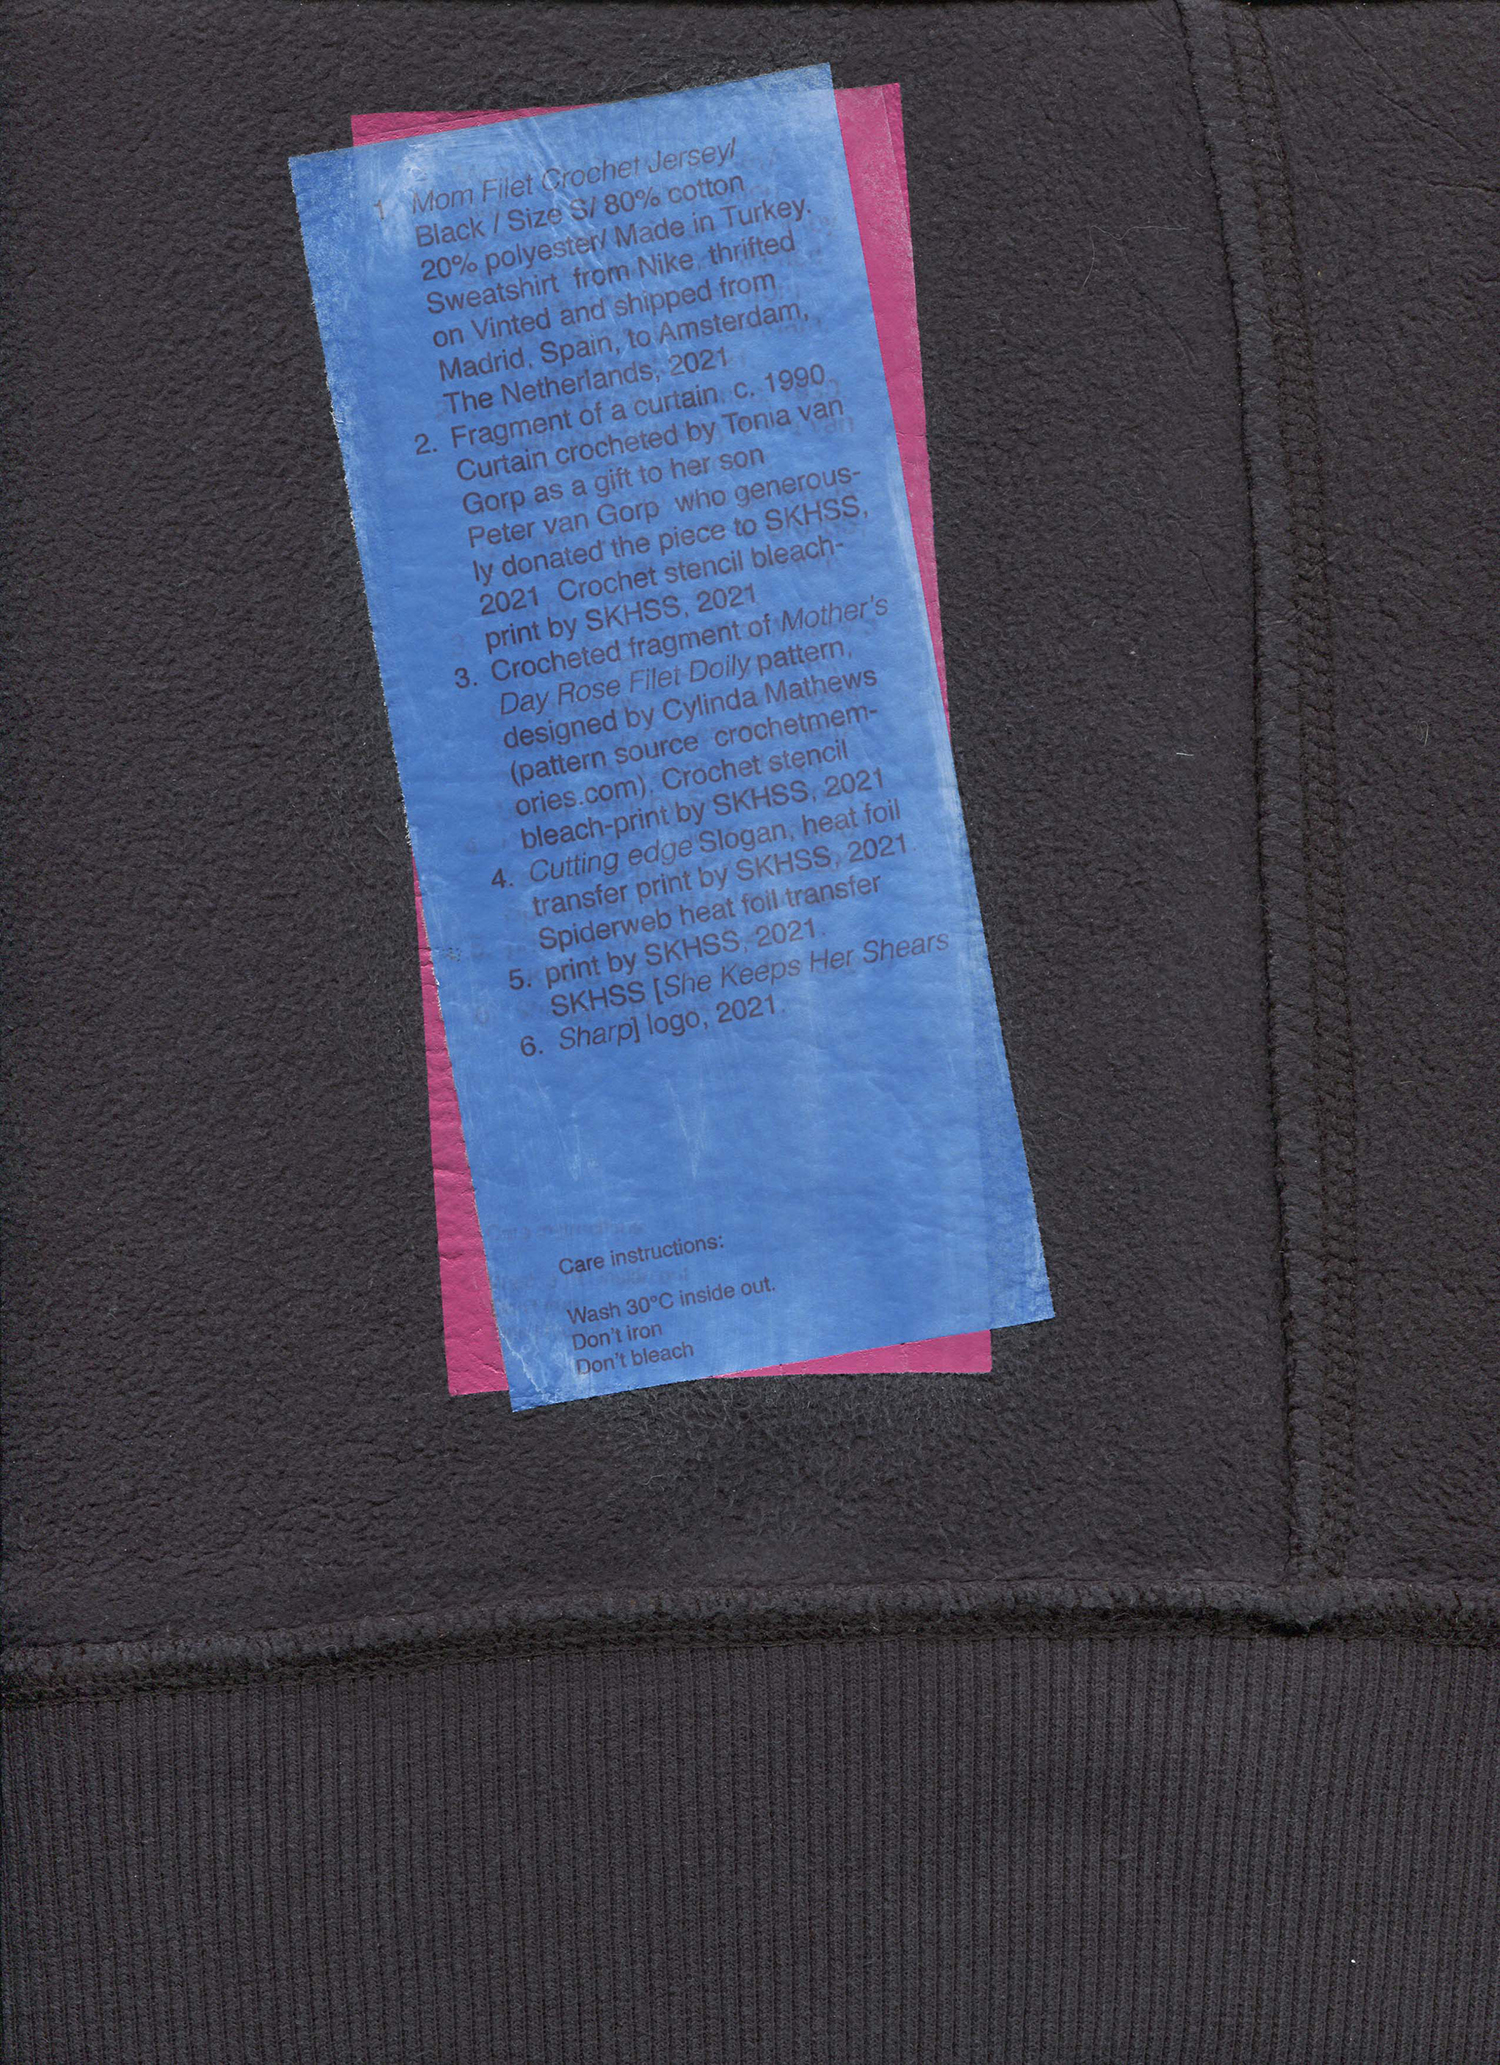 1. Mom Filet Crochet Jersey/
Black / Size S/ 80% cotton
20% polyester/ Made in Turkey.
Sweatshirt from Nike, thrifted
on Vinted and shipped from
Madrid, Spain, to Amsterdam,
The Netherlands, 2021
2. Fragment of a curtain, c. 1990.
Curtain crocheted by Tonia van
Gorp as a gift to her son
Peter van Gorp who generous-
ly donated the piece to SKHSS,
2021 Crochet stencil bleach-
print by SKHSS, 2021
3. Crocheted fragment of Mother's
Day Rose Filet Doily pattern,
designed by Cylinda Mathews
(pattern source crochetmem-
ories.com). Crochet stencil
bleach-print by SKHSS, 2021
4. Cutting edge Slogan, heat foil
transfer print by SKHSS, 2021.
Spiderweb heat foil transfer
5. print by SKHSS, 2021.
SKHSS [She Keeps Her Shears
6. Sharp] logo, 2021.
Care instructions:
Wash 30°C inside out.
Don't iron
Don't bleach